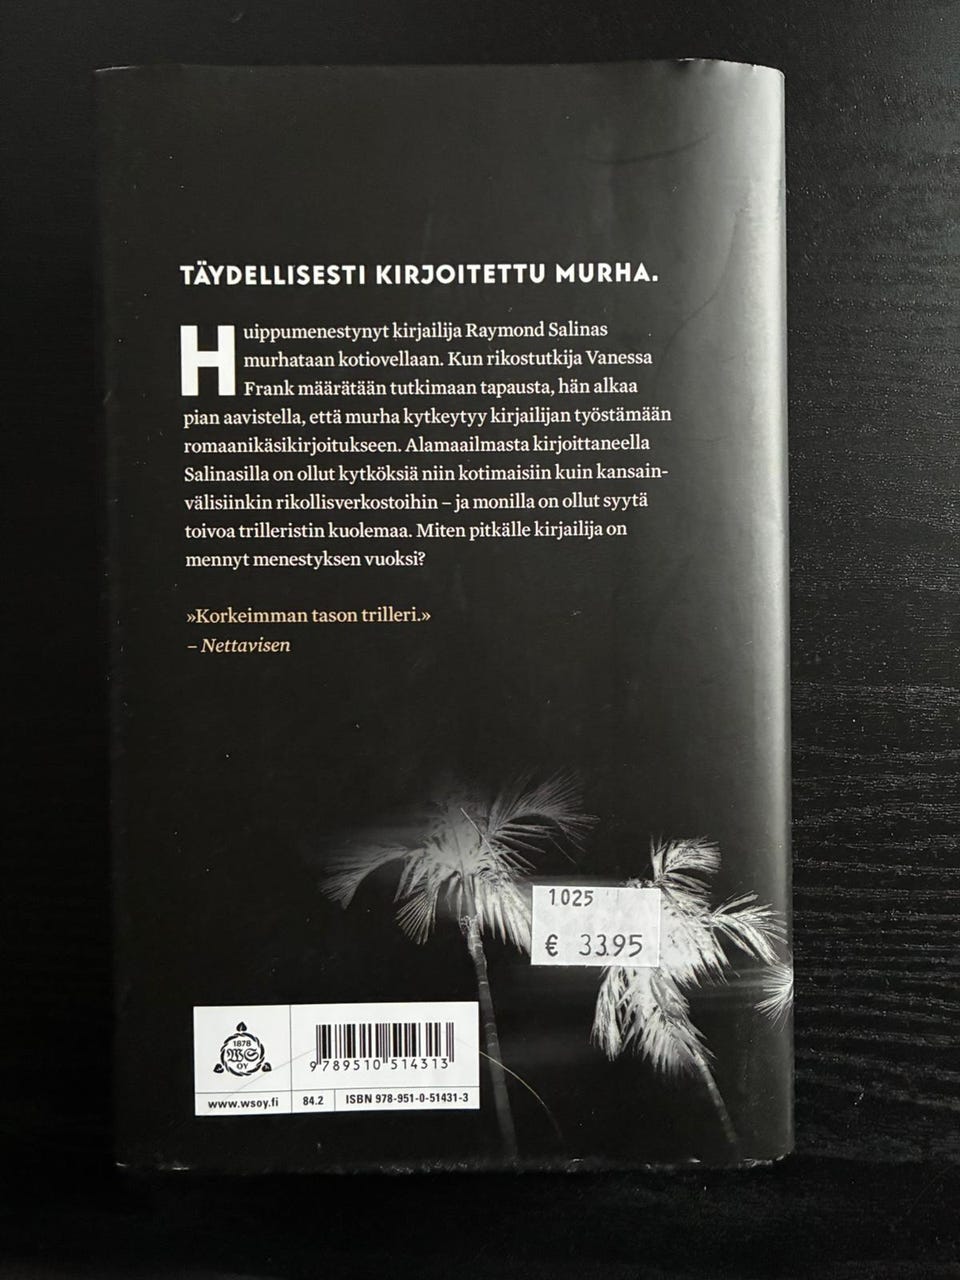 TÄYDELLISESTI KIRJOITETTU MURHA.
Huippumenestynyt kirjailija Raymond Salinas
murhataan kotiovellaan. Kun rikostutkija Vanessa
Frank määrätään tutkimaan tapausta, hän alkaa
pian aavistella, että murha kytkeytyy kirjailijan työstämään
romaanikäsikirjoitukseen. Alamaailmasta kirjoittaneella
Salinasilla on ollut kytköksiä niin kotimaisiin kuin kansain-
välisiinkin rikollisverkostoihin – ja monilla on ollut syytä
toivoa trilleristin kuolemaa. Miten pitkälle kirjailija on
mennyt menestyksen vuoksi?
»Korkeimman tason trilleri.»
– Nettavisen
1025
€ 33.95
1878
WS
OY
9 789510 514313
www.wsoy.fi
84.2
ISBN 978-951-0-51431-3